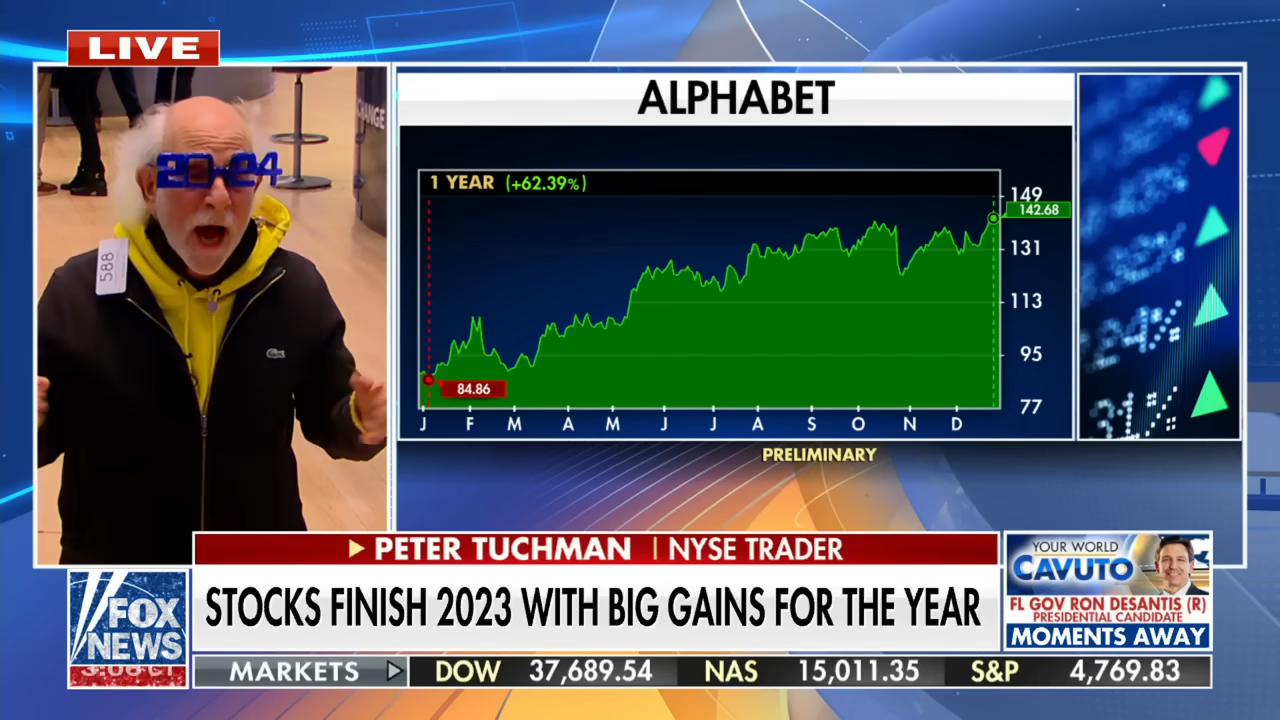 LIVE
20-24
588
ALPHABET
1 YEAR (+62.39%)
149
142.68
131
113
95
77
84.86
J F M A M J J A S O N D
PRELIMINARY
PETER TUCHMAN | NYSE TRADER
STOCKS FINISH 2023 WITH BIG GAINS FOR THE YEAR
YOUR WORLD
CAVUTO
FL GOV RON DESANTIS (R)
PRESIDENTIAL CANDIDATE
MOMENTS AWAY
FOX
NEWS
MARKETS DOW 37,689.54 NAS 15,011.35 S&P 4,769.83